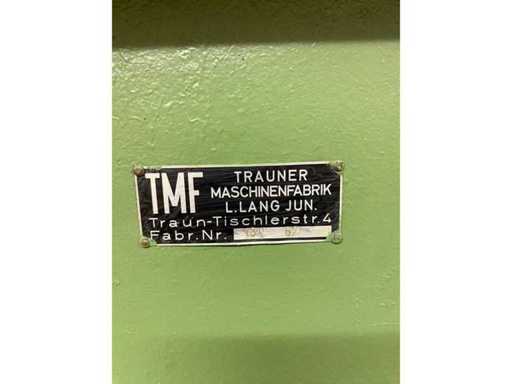 TMF
TRAUNER
MASCHINENFABRIK
L.LANG JUN.
Traun-Tischlerstr.4
Fabr.Nr.